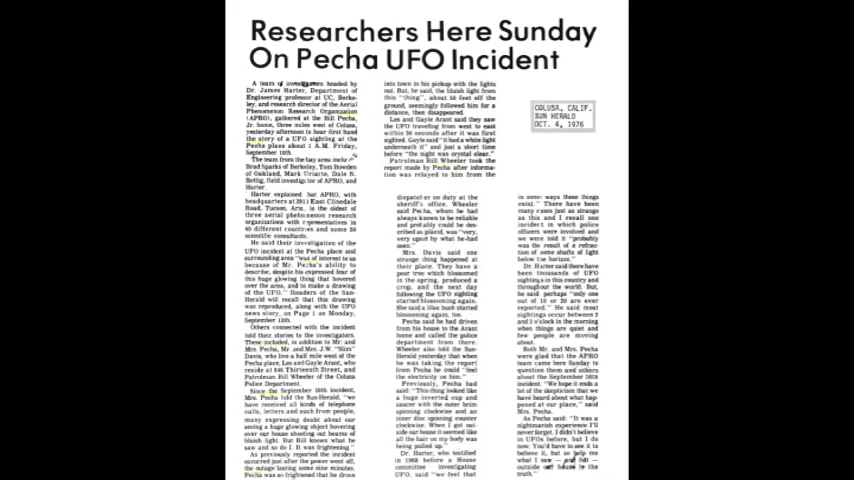 Researchers Here Sunday
On Pecha UFO Incident
A team of investigators headed by
Dr. James Harter, Department of
Engineering professor at UC, Berke-
ley, and research director of the Aerial
Phenomenon Research Organization
(APRO), gathered at the Bill Pecha,
Jr. home, three miles west of Colusa,
yesterday afternoon to hear first hand
the story of a UFO sighting at the
Pecha place about 1 A.M. Friday,
September 10th.
The team from the bay area
Brad Sparks of Berkeley, Tom Bowden
of Oakland, Mark Uriarte, Dale N.
Rettig, field investigator of APRO, and
Harter.
Harter explained that APRO, with
headquarters at 3911 East Clinedale
Road, Tucson, Ariz. is the oldest of
three aerial phenomenon research
organizations with representatives in
40 different countries and some 50
scientific consultants.
He said their investigation of the
UFO incident at the Pecha place and
surrounding area "was of interest to us
because of Mr. Pecha's ability to
describe, despite his expressed fear of
this huge glowing thing that hovered
over the area, and to make a drawing
of the UFO." Readers of the Sun-
Herald will recall that this drawing
was reproduced, along with the UFO
news story, on Page 1 on Monday,
September 13th.
Others connected with the incident
told their stories to the investigators.
These included, in addition to Mr. and
Mrs. Pecha, Mr. and Mrs. J.W. "Slim"
Davis, who live a half mile west of the
Pecha place, Les and Gayle Arant, who
reside at 946 Thirteenth Street, and
Patrolman Bill Wheeler of the Colusa
Police Department.
Since the September 10th incident,
Mrs. Pecha told the Sun-Herald, "we
have received all kinds of telephone
calls, letters and such from people,
many expressing doubt about our
seeing a huge glowing object hovering
over our house shooting out beams of
bluish light. But Bill knows what he
saw and so do I. It was frightening."
As previously reported the incident
occurred just after the power went off,
the outage lasting some nine minutes.
Pecha was so frightened that he drove
into town in his pickup with the lights
out. But, he said, the bluish light from
this "thing", about 50 feet off the
ground, seemingly followed him for a
distance, then disappeared.
Les and Gayle Arant said they saw
the UFO traveling from west to east
within 30 seconds after it was first
sighted. Gayle said "it had a white light
underneath it" and just a short time
before "the night was crystal clear."
Patrolman Bill Wheeler took the
report made by Pecha after informa-
tion was relayed to him from the
COLUSA, CALIF.
SUN HERALD
OCT. 4, 1976
dispatcher on duty at the
sheriff's office. Wheeler
said Pecha, whom he had
always known to be reliable
and probably could be des-
cribed as placid, was "very,
very upset by what he had
seen."
Mrs. Davis said one
strange thing happened at
their place. They have a
pear tree which blossomed
in the spring, produced a
crop, and the next day
following the UFO sighting
started blossoming again.
She said a lilac bush started
blossoming again, too.
Pecha said he had driven
from his house to the Arant
home and called the police
department from there.
Wheeler also told the Sun-
Herald yesterday that when
he was taking the report
from Pecha he could "feel
the electricity on him."
Previously, Pecha had
said: "This thing looked like
a huge inverted cup and
saucer with the outer brim
spinning clockwise and an
inner disc spinning counter
clockwise. When I got out-
side our house it seemed like
all the hair on my body was
being pulled up."
Dr. Harter, who testified
in 1968 before a House
committee investigating
UFO, said "we feel that
in some ways these things
exist." There have been
many cases just as strange
as this and I recall one
incident in which police
officers were involved and
we were told it "probably
was the result of a refrac-
tion of some shafts of light
below the horizon."
Dr. Harter said there have
been thousands of UFO
sightings in this country and
throughout the world. But,
he said, perhaps "only one
out of 10 or 20 are ever
reported." He said most
sightings occur between 2
and 3 o'clock in the morning
when things are quiet and
few people are moving
about.
Both Mr. and Mrs. Pecha
were glad that the APRO
team came here Sunday to
question them and others
about the September 10th
incident. "We hope it ends a
lot of the skepticism that we
have heard about what hap-
pened at our place," said
Mrs. Pecha.
As Pecha said: "It was a
nightmarish experience I'll
never forget. I didn't believe
in UFOs before, but I do
now. You'd have to see it to
believe it, but so help me
what I saw — and felt —
outside our house is the
truth."